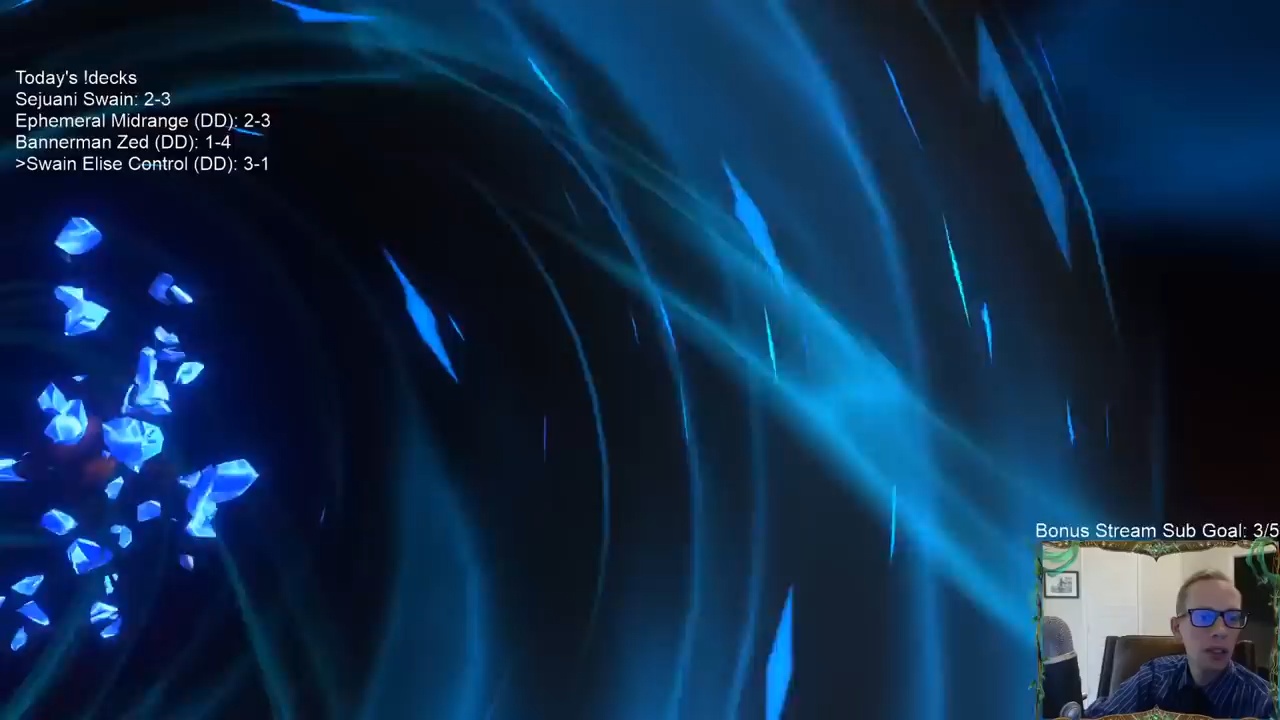 Today's !decks
Sejuani Swain: 2-3
Ephemeral Midrange (DD): 2-3
Bannerman Zed (DD): 1-4
>Swain Elise Control (DD): 3-1
Bonus Stream Sub Goal: 3/5